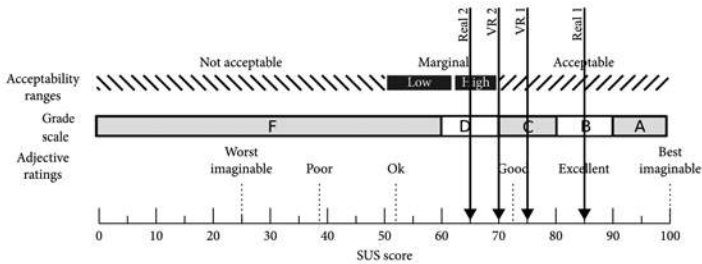 Real 2
VR 2
VR 1
Real 1
Not acceptable
Marginal
Acceptable
Acceptability
ranges
Low
High
Grade
scale
F
D
C
B
A
Adjective
ratings
Worst
imaginable
Poor
Ok
Good
Excellent
Best
imaginable
0 10 20 30 40 50 60 70 80 90 100
SUS score